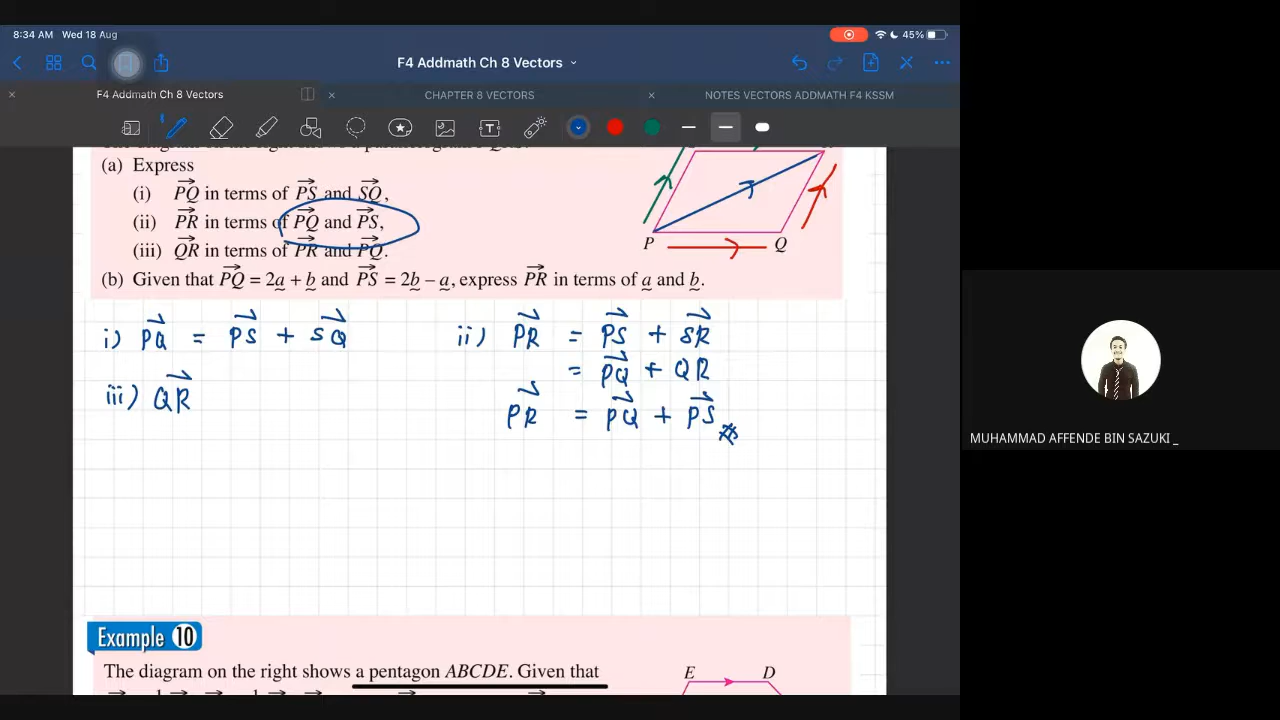 8:34 AM Wed 18 Aug
45%
F4 Addmath Ch 8 Vectors
F4 Addmath Ch 8 Vectors
CHAPTER 8 VECTORS
NOTES VECTORS ADDMATH F4 KSSM
(a) Express
(i) PQ in terms of PS and SQ,
(ii) PR in terms of PQ and PS,
(iii) QR in terms of PR and PQ.
P
Q
(b) Given that PQ = 2a + b and PS = 2b – a, express PR in terms of a and b.
i) PQ = PS + SQ
ii) PR = PS + SR
= PQ + QR
iii) QR
PR = PQ + PS
MUHAMMAD AFFENDE BIN SAZUKI _
Example 10
The diagram on the right shows a pentagon ABCDE. Given that
E
D